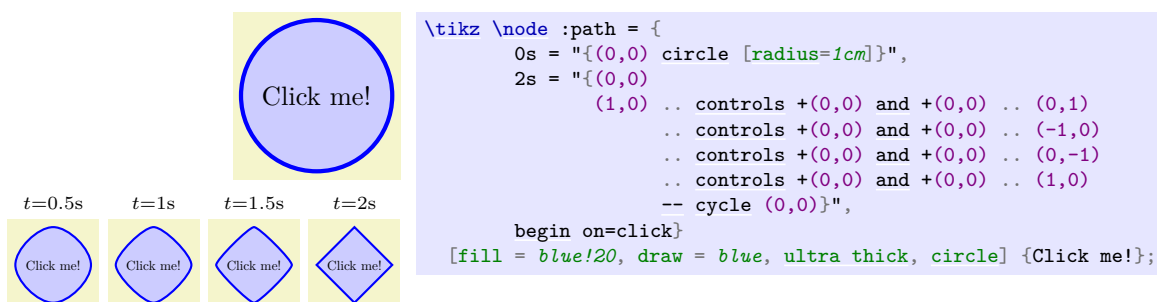 Click me!
t=0.5s t=1s t=1.5s t=2s
Click me! Click me! Click me! Click me!
\tikz \node :path = {
0s = "{(0,0) circle [radius=1cm]}",
2s = "{(0,0)
(1,0) .. controls +(0,0) and +(0,0) .. (0,1)
.. controls +(0,0) and +(0,0) .. (-1,0)
.. controls +(0,0) and +(0,0) .. (0,-1)
.. controls +(0,0) and +(0,0) .. (1,0)
-- cycle (0,0)}",
begin on=click}
[fill = blue!20, draw = blue, ultra thick, circle] {Click me!};